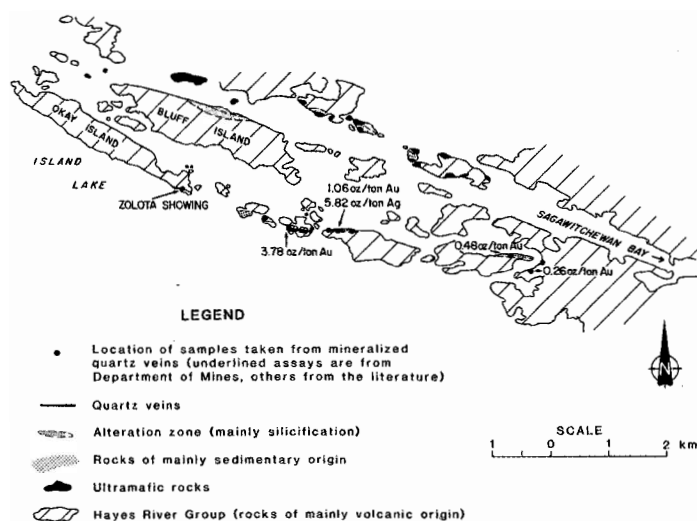 OKAY ISLAND
BLUFF ISLAND
ISLAND
LAKE
ZOLOTA SHOWING
1.06 oz/ton Au
5.82 oz/ton Ag
3.78 oz/ton Au
0.48 oz/ton Au
0.26 oz/ton Au
SAGAWITCHEWAN BAY
LEGEND
Location of samples taken from mineralized
quartz veins (underlined assays are from
Department of Mines, others from the literature)
Quartz veins
Alteration zone (mainly silicification)
Rocks of mainly sedimentary origin
Ultramafic rocks
Hayes River Group (rocks of mainly volcanic origin)
N
SCALE
1 0 1 2 km